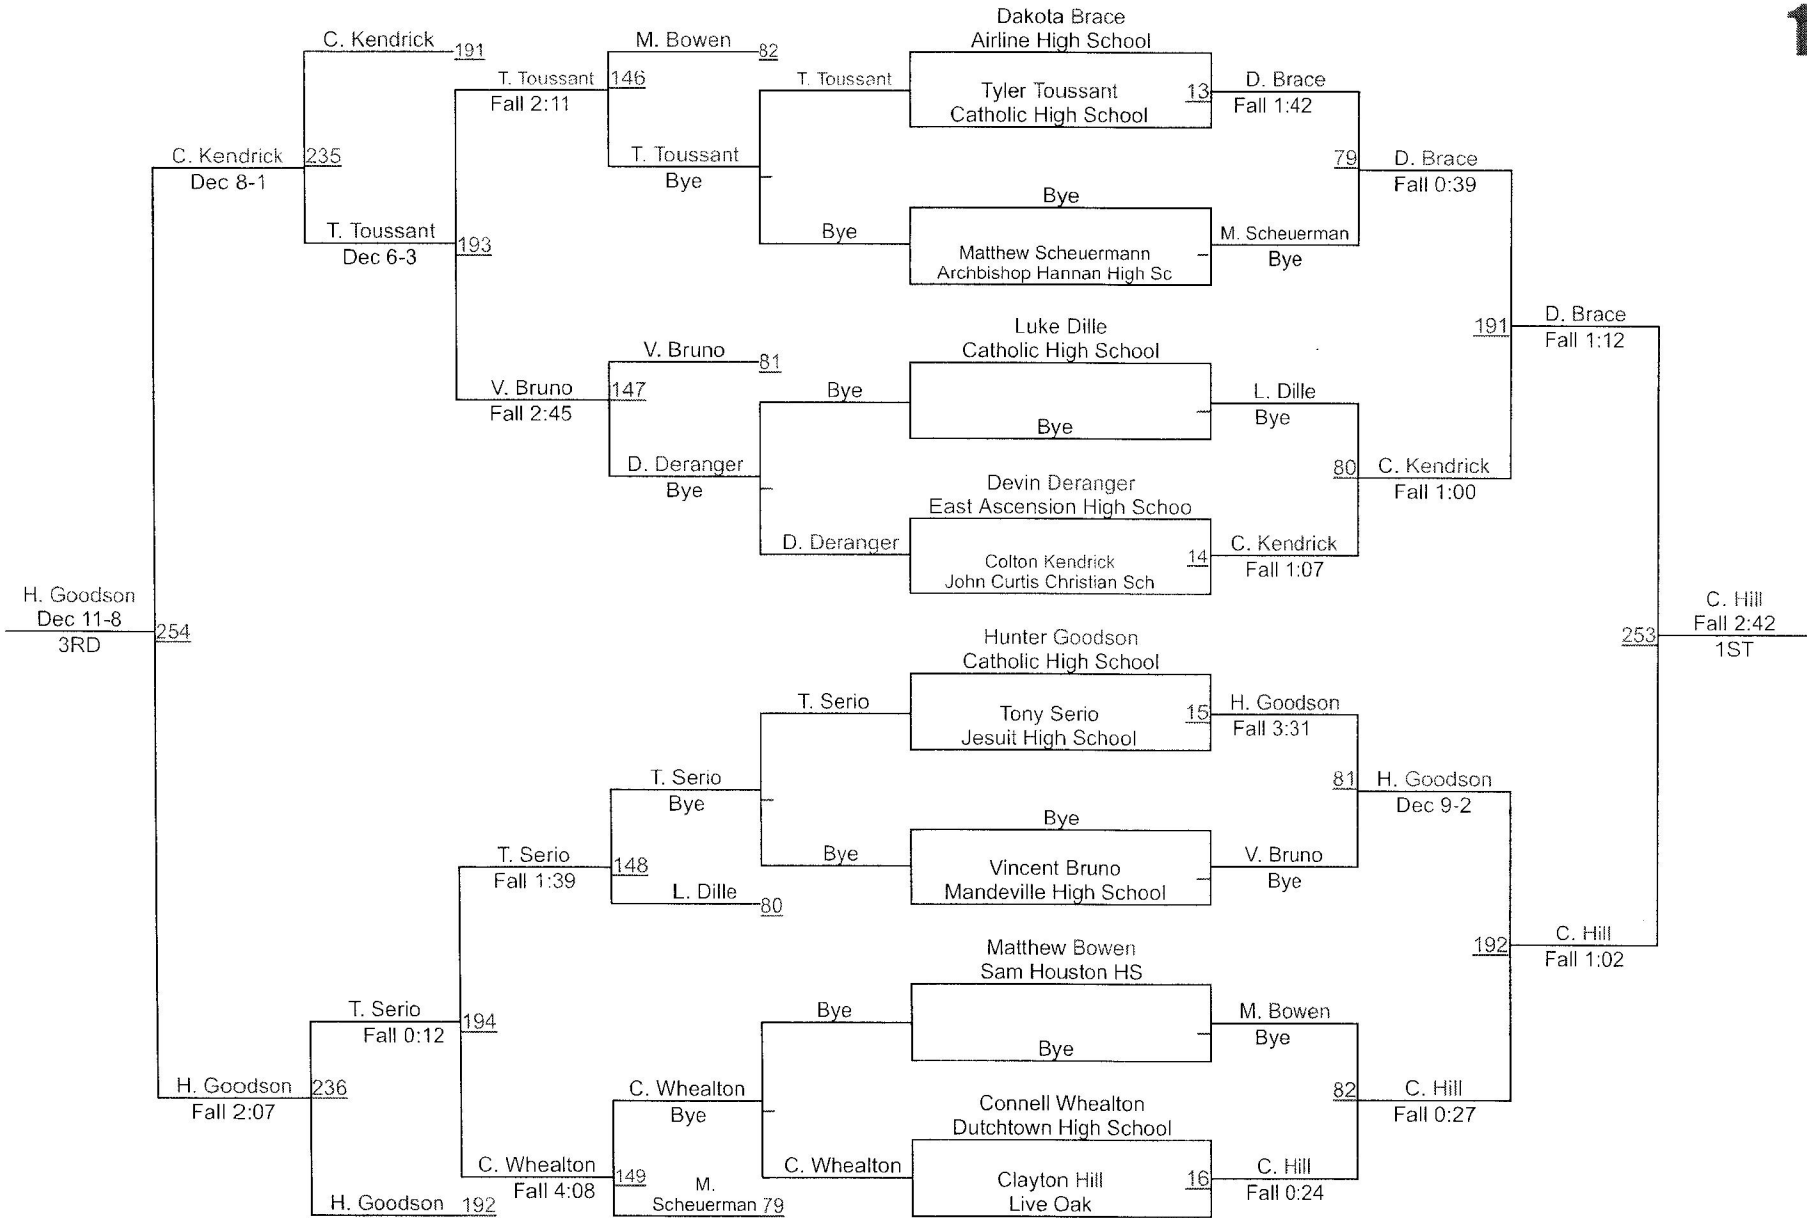 1
Dakota Brace
Airline High School
C. Kendrick 191
M. Bowen 82
T. Toussant 146
Fall 2:11
T. Toussant
Tyler Toussant 13
Catholic High School
D. Brace
Fall 1:42
C. Kendrick 235
Dec 8-1
T. Toussant
Bye
79
D. Brace
Fall 0:39
Bye
T. Toussant 193
Dec 6-3
Bye
Matthew Scheuermann
Archbishop Hannan High Sc
M. Scheuerman
Bye
Luke Dille
Catholic High School
191
D. Brace
Fall 1:12
V. Bruno 81
V. Bruno 147
Fall 2:45
Bye
Bye
L. Dille
Bye
D. Deranger
Bye
80
C. Kendrick
Fall 1:00
Devin Deranger
East Ascension High Schoo
D. Deranger
Colton Kendrick 14
John Curtis Christian Sch
C. Kendrick
Fall 1:07
H. Goodson
Dec 11-8
3RD
254
253
C. Hill
Fall 2:42
1ST
Hunter Goodson
Catholic High School
T. Serio
Tony Serio 15
Jesuit High School
H. Goodson
Fall 3:31
T. Serio
Bye
81
H. Goodson
Dec 9-2
Bye
T. Serio 148
Fall 1:39
Bye
Vincent Bruno
Mandeville High School
V. Bruno
Bye
L. Dille 80
Matthew Bowen
Sam Houston HS
192
C. Hill
Fall 1:02
T. Serio 194
Fall 0:12
Bye
Bye
M. Bowen
Bye
H. Goodson 236
Fall 2:07
C. Whealton
Bye
Connell Whealton
Dutchtown High School
82
C. Hill
Fall 0:27
C. Whealton 149
Fall 4:08
C. Whealton
Clayton Hill 16
Live Oak
C. Hill
Fall 0:24
H. Goodson 192
M.
Scheuerman 79